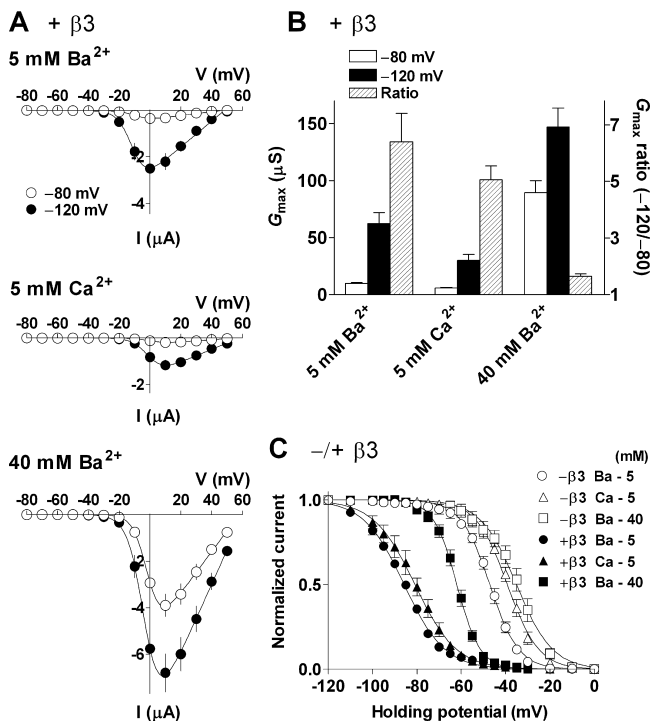 A + β3
5 mM Ba2+
V (mV)
-80 -60 -40 -20 20 40 60
-2
-4
I (μA)
−80 mV
−120 mV
5 mM Ca2+
V (mV)
-80 -60 -40 -20 20 40 60
-2
I (μA)
40 mM Ba2+
V (mV)
-80 -60 -40 -20 20 40 60
-2
-4
-6
I (μA)
B + β3
−80 mV
−120 mV
Ratio
Gmax (μS)
150
100
50
0
Gmax ratio (−120/−80)
7
5
3
1
5 mM Ba2+
5 mM Ca2+
40 mM Ba2+
C −/+ β3
(mM)
−β3 Ba - 5
−β3 Ca - 5
−β3 Ba - 40
+β3 Ba - 5
+β3 Ca - 5
+β3 Ba - 40
Normalized current
1.0
0.5
0.0
-120 -100 -80 -60 -40 -20 0
Holding potential (mV)